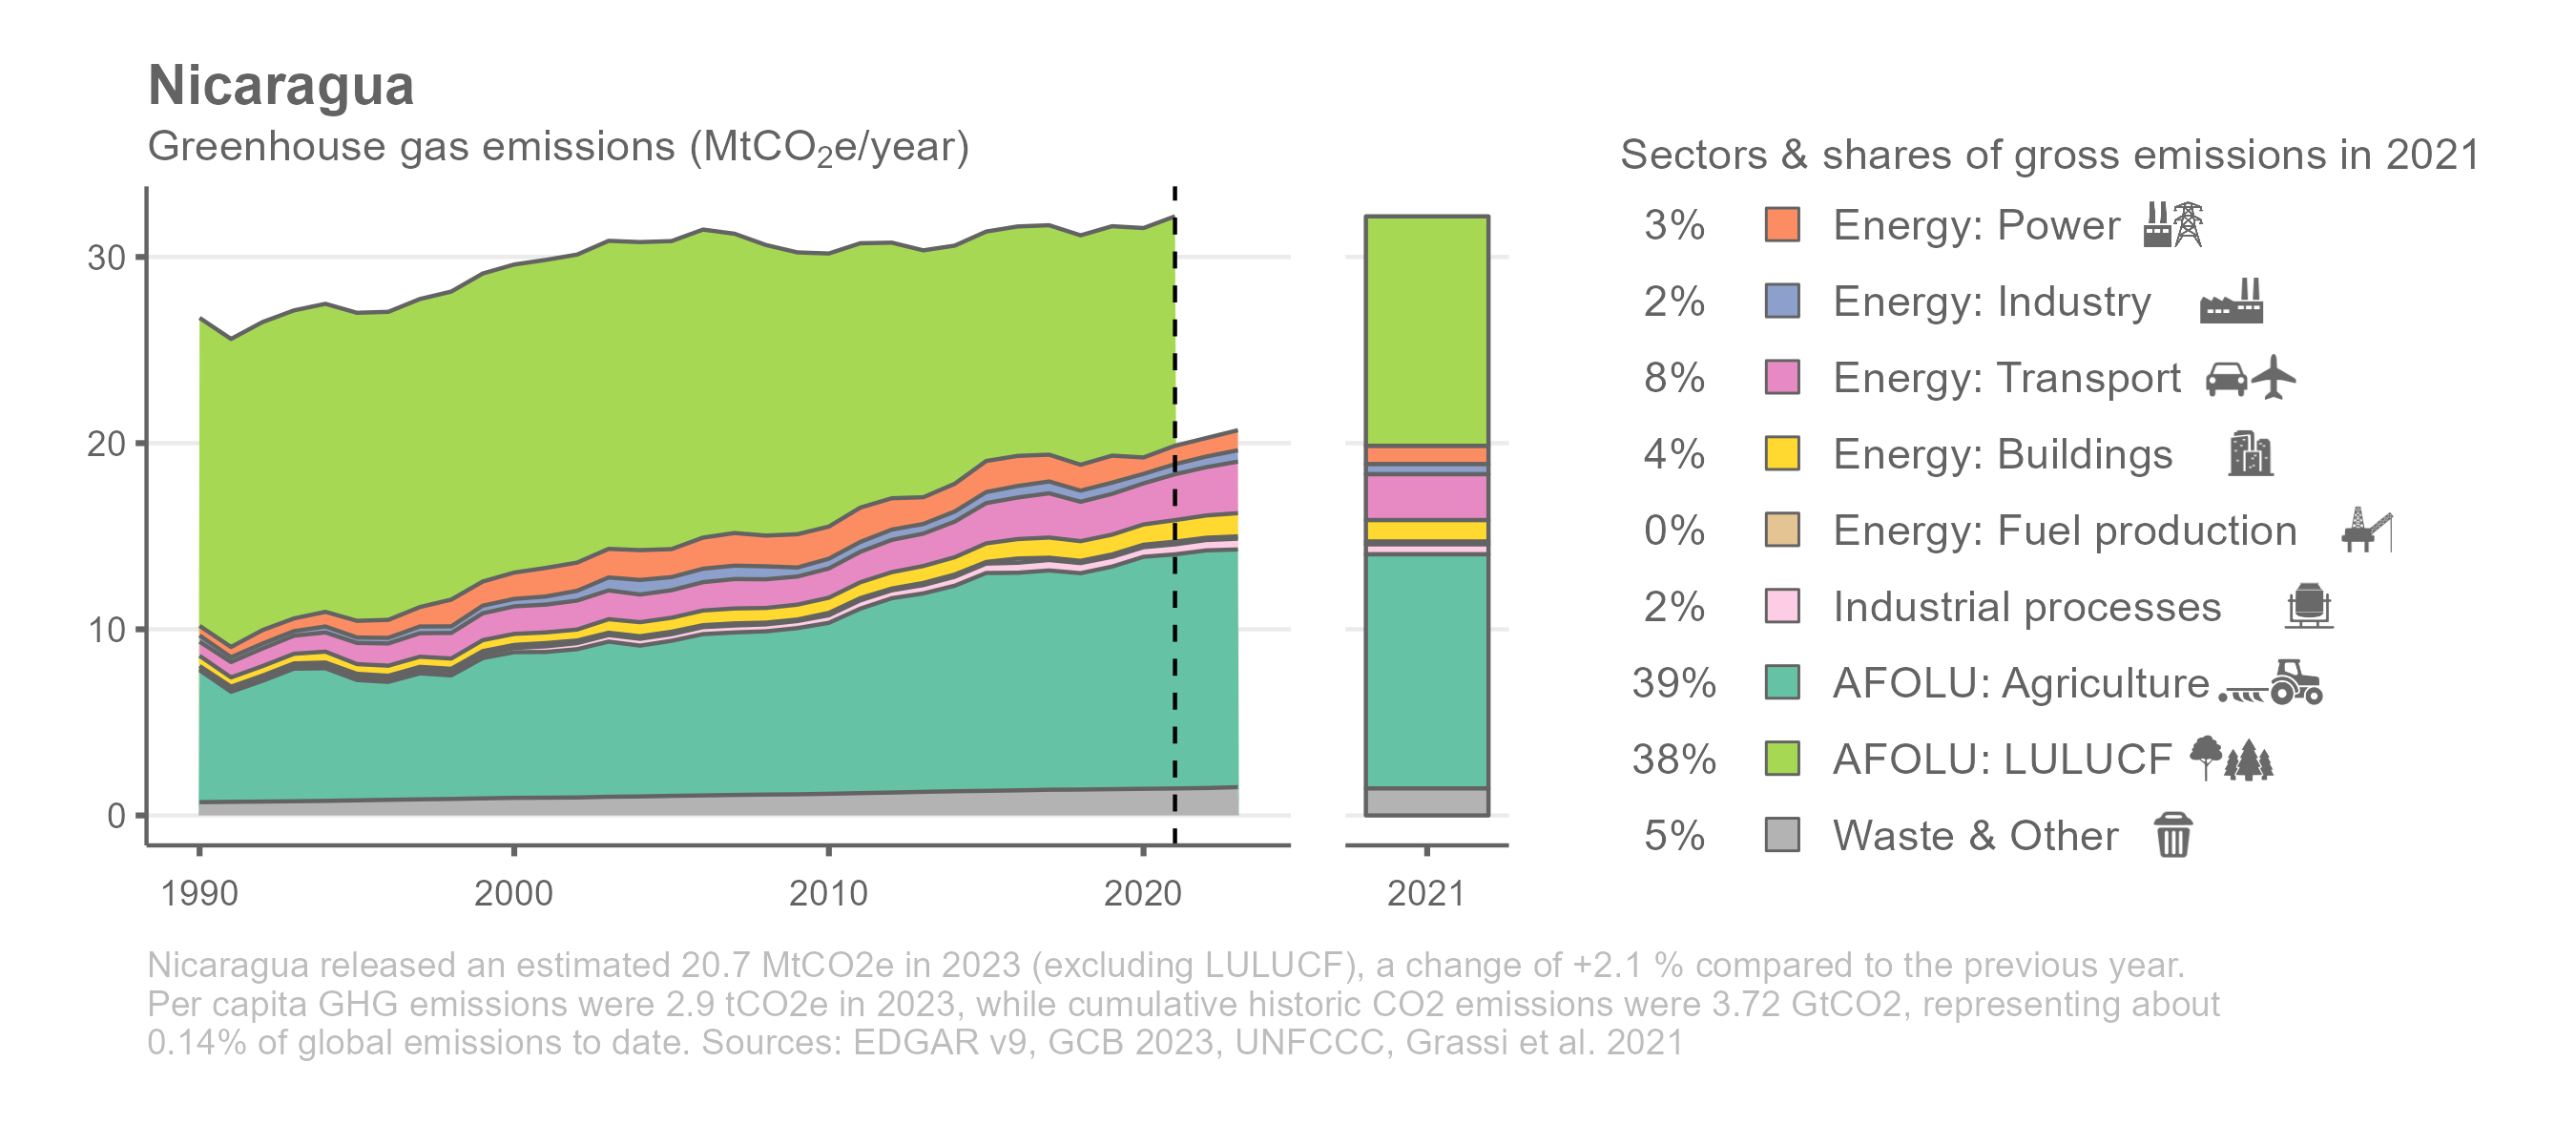 Nicaragua
Greenhouse gas emissions (MtCO₂e/year)
30
20
10
0
1990
2000
2010
2020
2021
Sectors & shares of gross emissions in 2021
3% Energy: Power
2% Energy: Industry
8% Energy: Transport
4% Energy: Buildings
0% Energy: Fuel production
2% Industrial processes
39% AFOLU: Agriculture
38% AFOLU: LULUCF
5% Waste & Other
Nicaragua released an estimated 20.7 MtCO2e in 2023 (excluding LULUCF), a change of +2.1 % compared to the previous year.
Per capita GHG emissions were 2.9 tCO2e in 2023, while cumulative historic CO2 emissions were 3.72 GtCO2, representing about
0.14% of global emissions to date. Sources: EDGAR v9, GCB 2023, UNFCCC, Grassi et al. 2021